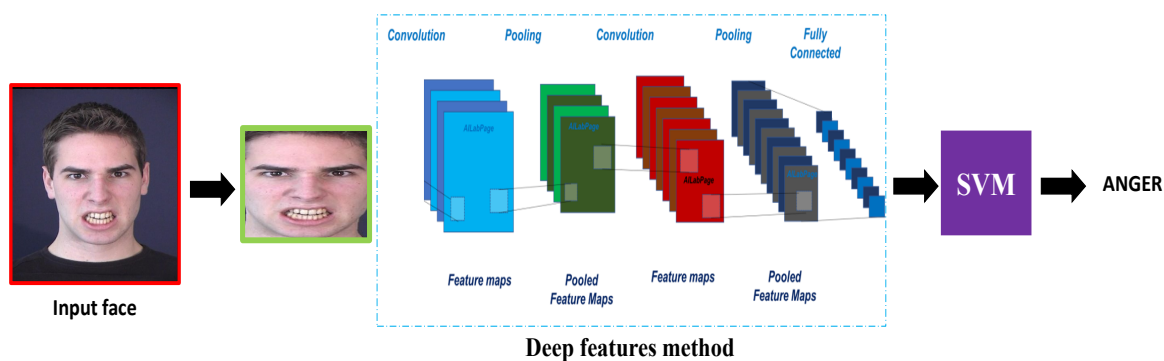 Convolution Pooling Convolution Pooling Fully
Connected
AILabPage
AILabPage
AILabPage
SVM
ANGER
Feature maps
Pooled
Feature Maps
Feature maps
Pooled
Feature Maps
Input face
Deep features method